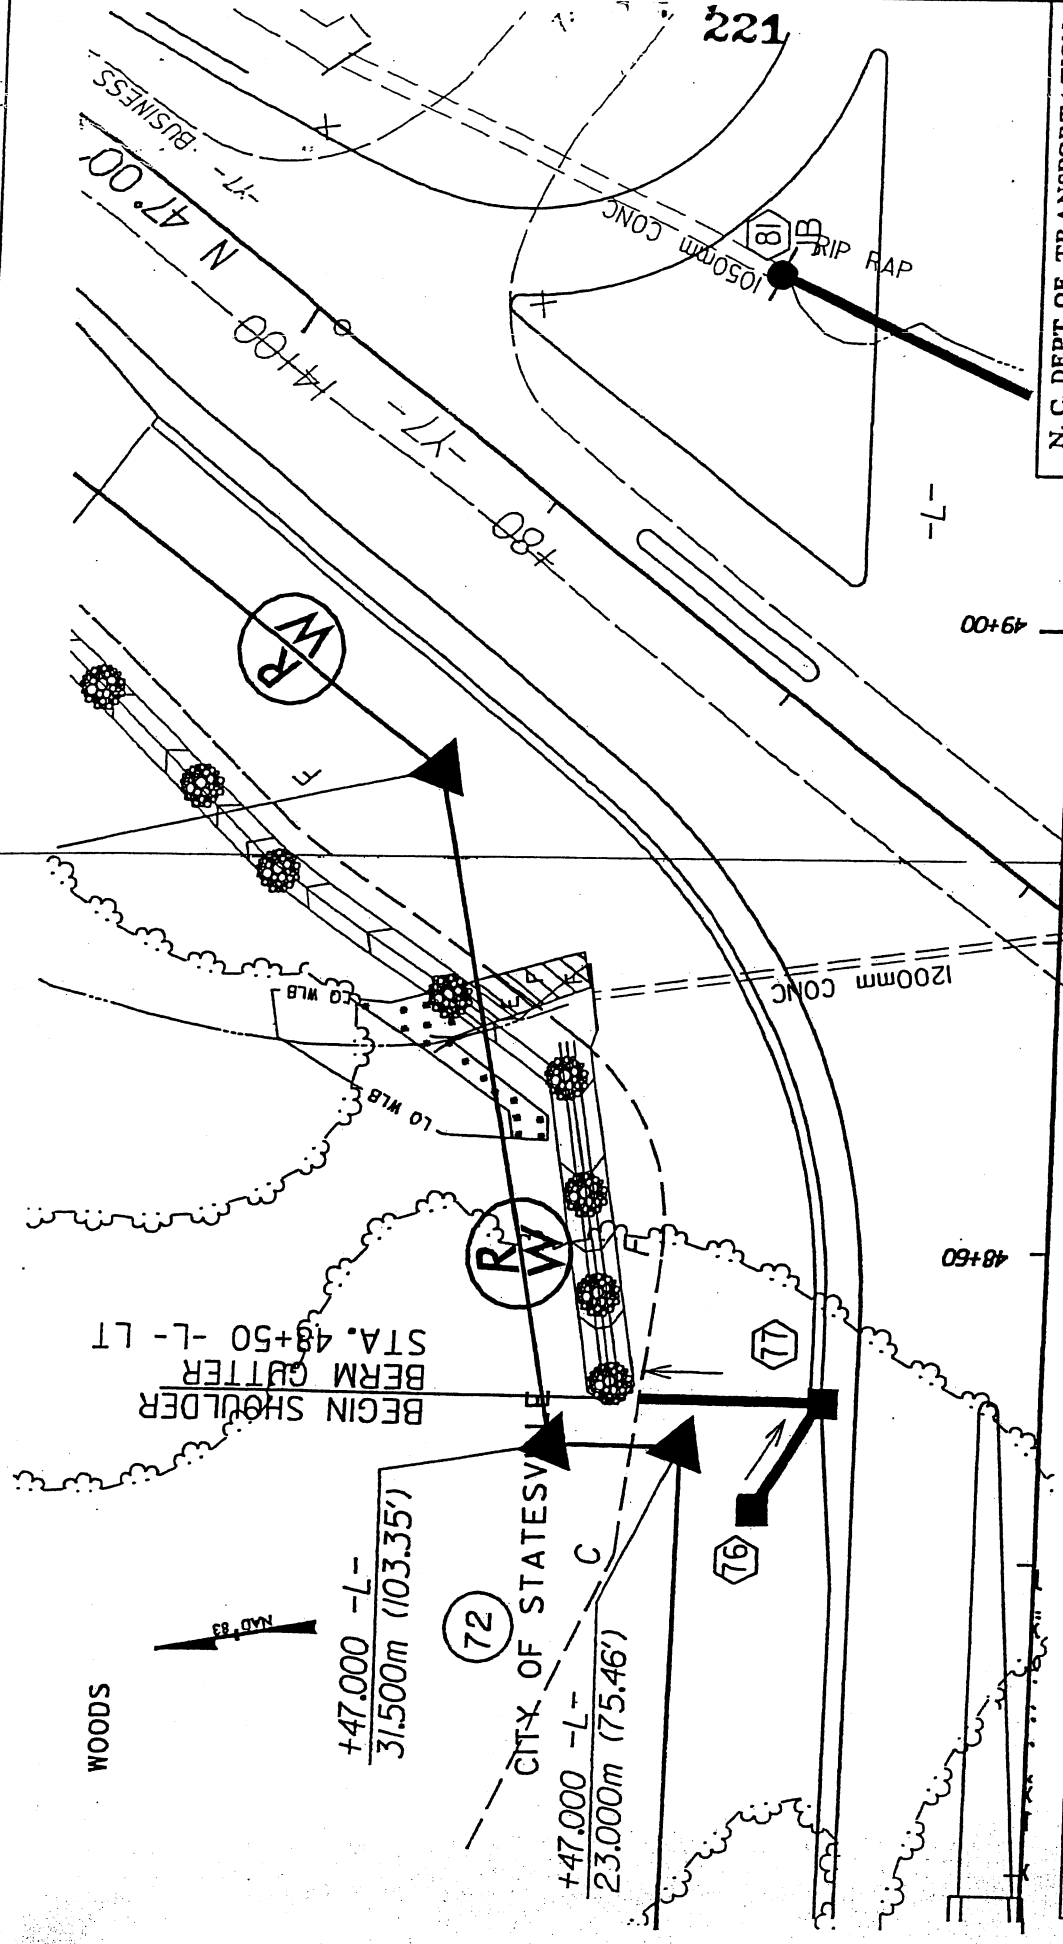 221
-Y7- BUSINESS
N 47°00
14+00
-Y7-
+80
1050mm CONC
81
JB
RIP RAP
-L-
49+00
R
W
F
LO WLB
LO WLB
E
P
F
1200mm CONC
R
W
F
48+60
BEGIN SHOULDER
BERM GUTTER
STA. 48+50 -L- LT
77
76
C
72
CITY OF STATESVILLE
+47.000 -L-
31.500m (103.35')
+47.000 -L-
23.000m (75.46')
NAD '83
WOODS
N. C. DEPT. OF TRANSPORTATION